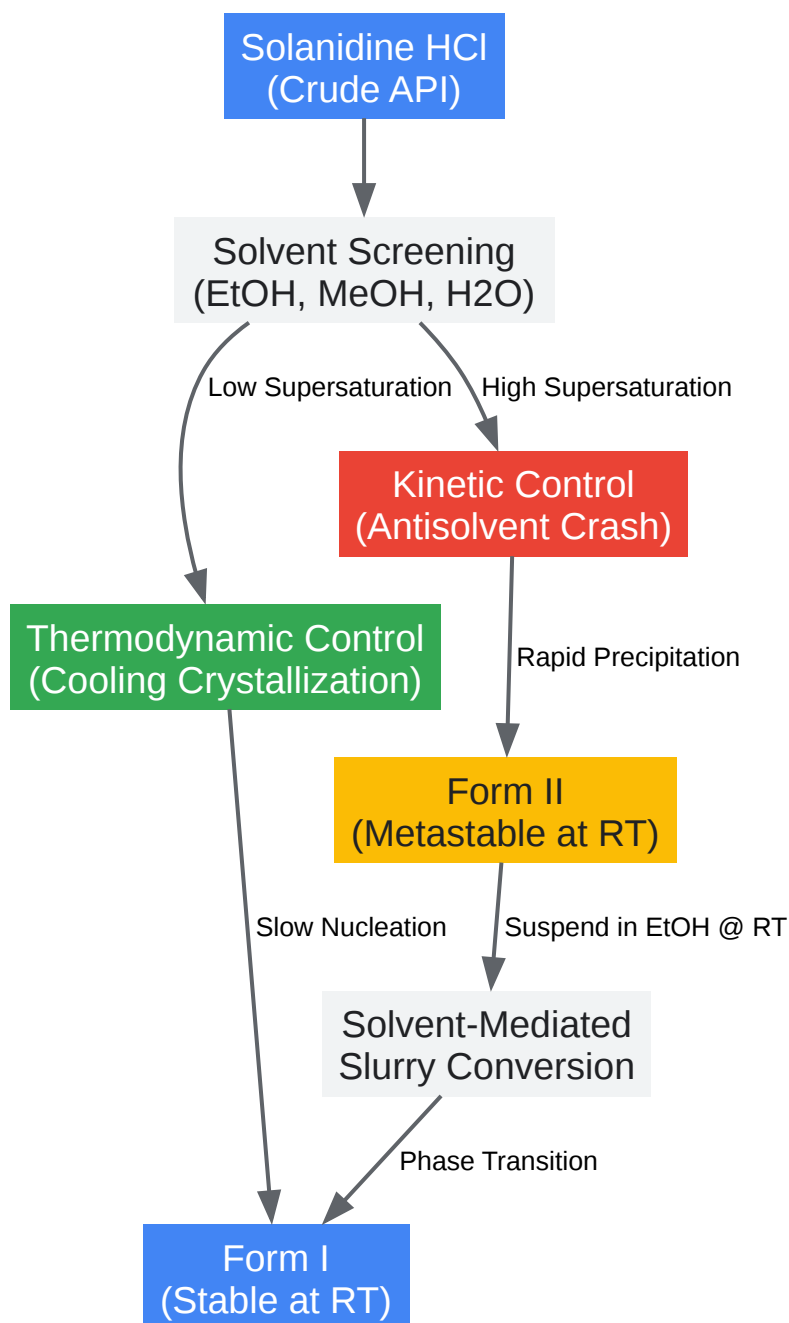 Solanidine HCl
(Crude API)
Solvent Screening
(EtOH, MeOH, H2O)
Low Supersaturation
High Supersaturation
Kinetic Control
(Antisolvent Crash)
Thermodynamic Control
(Cooling Crystallization)
Rapid Precipitation
Form II
(Metastable at RT)
Slow Nucleation
Suspend in EtOH @ RT
Solvent-Mediated
Slurry Conversion
Phase Transition
Form I
(Stable at RT)